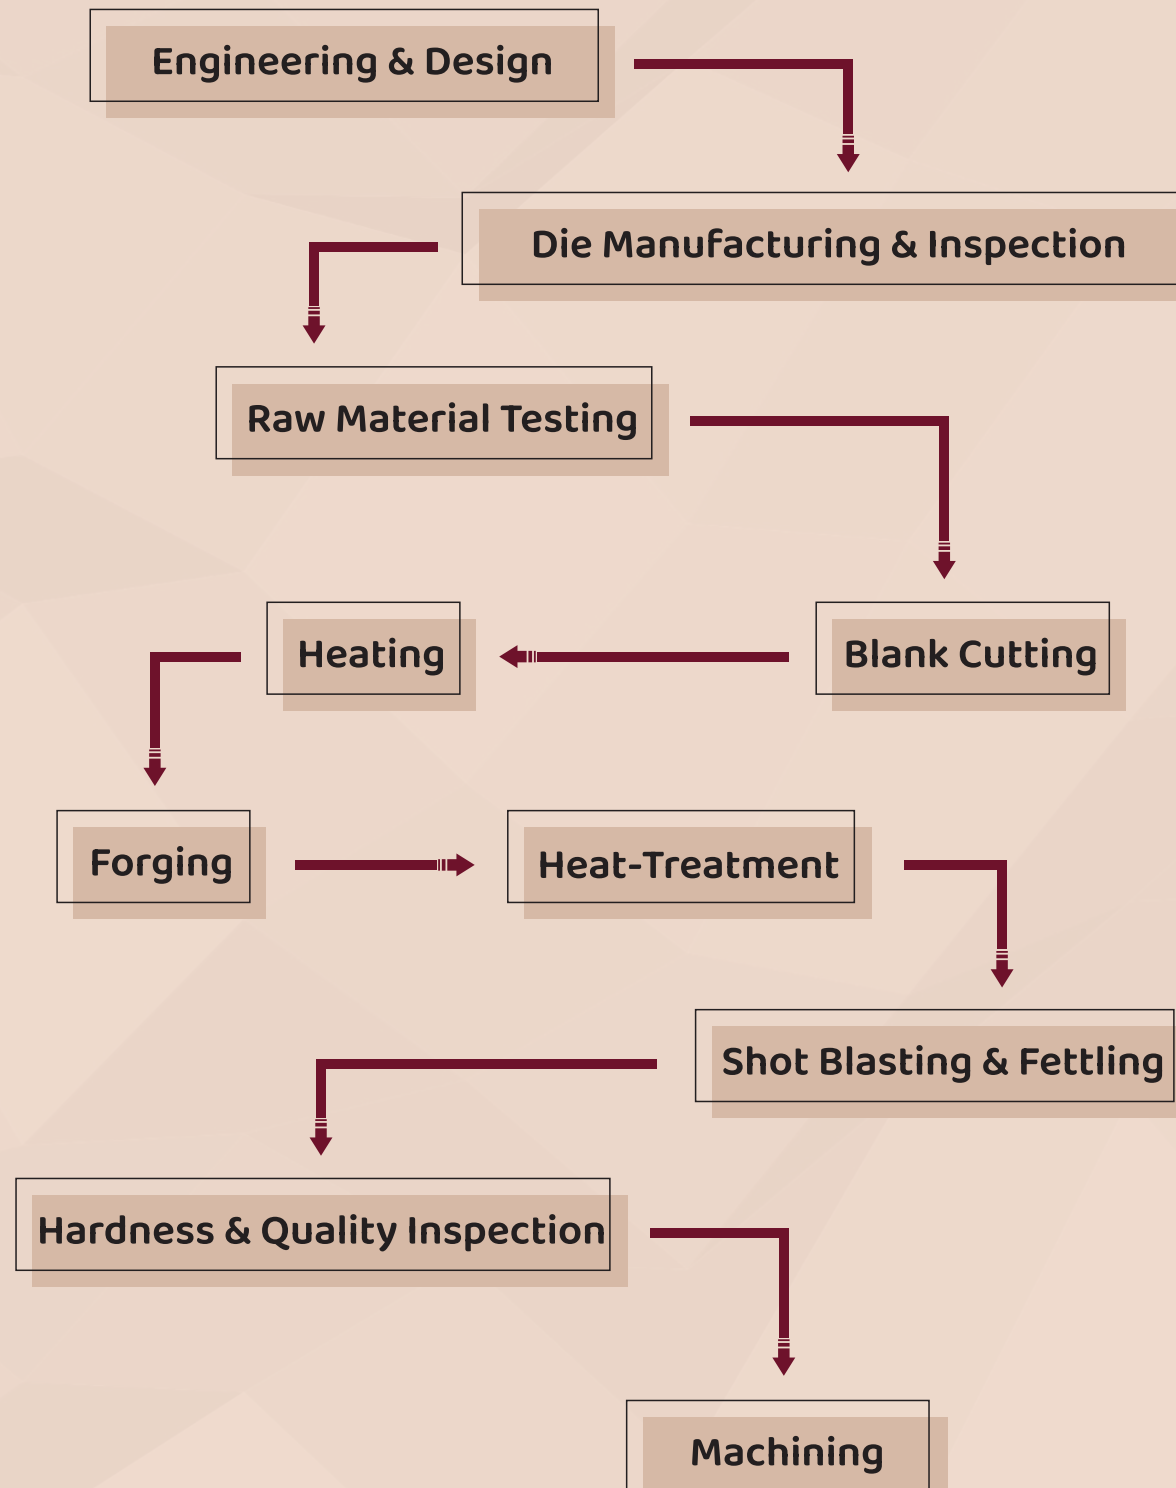 Engineering & Design
Die Manufacturing & Inspection
Raw Material Testing
Blank Cutting
Heating
Forging
Heat-Treatment
Shot Blasting & Fettling
Hardness & Quality Inspection
Machining